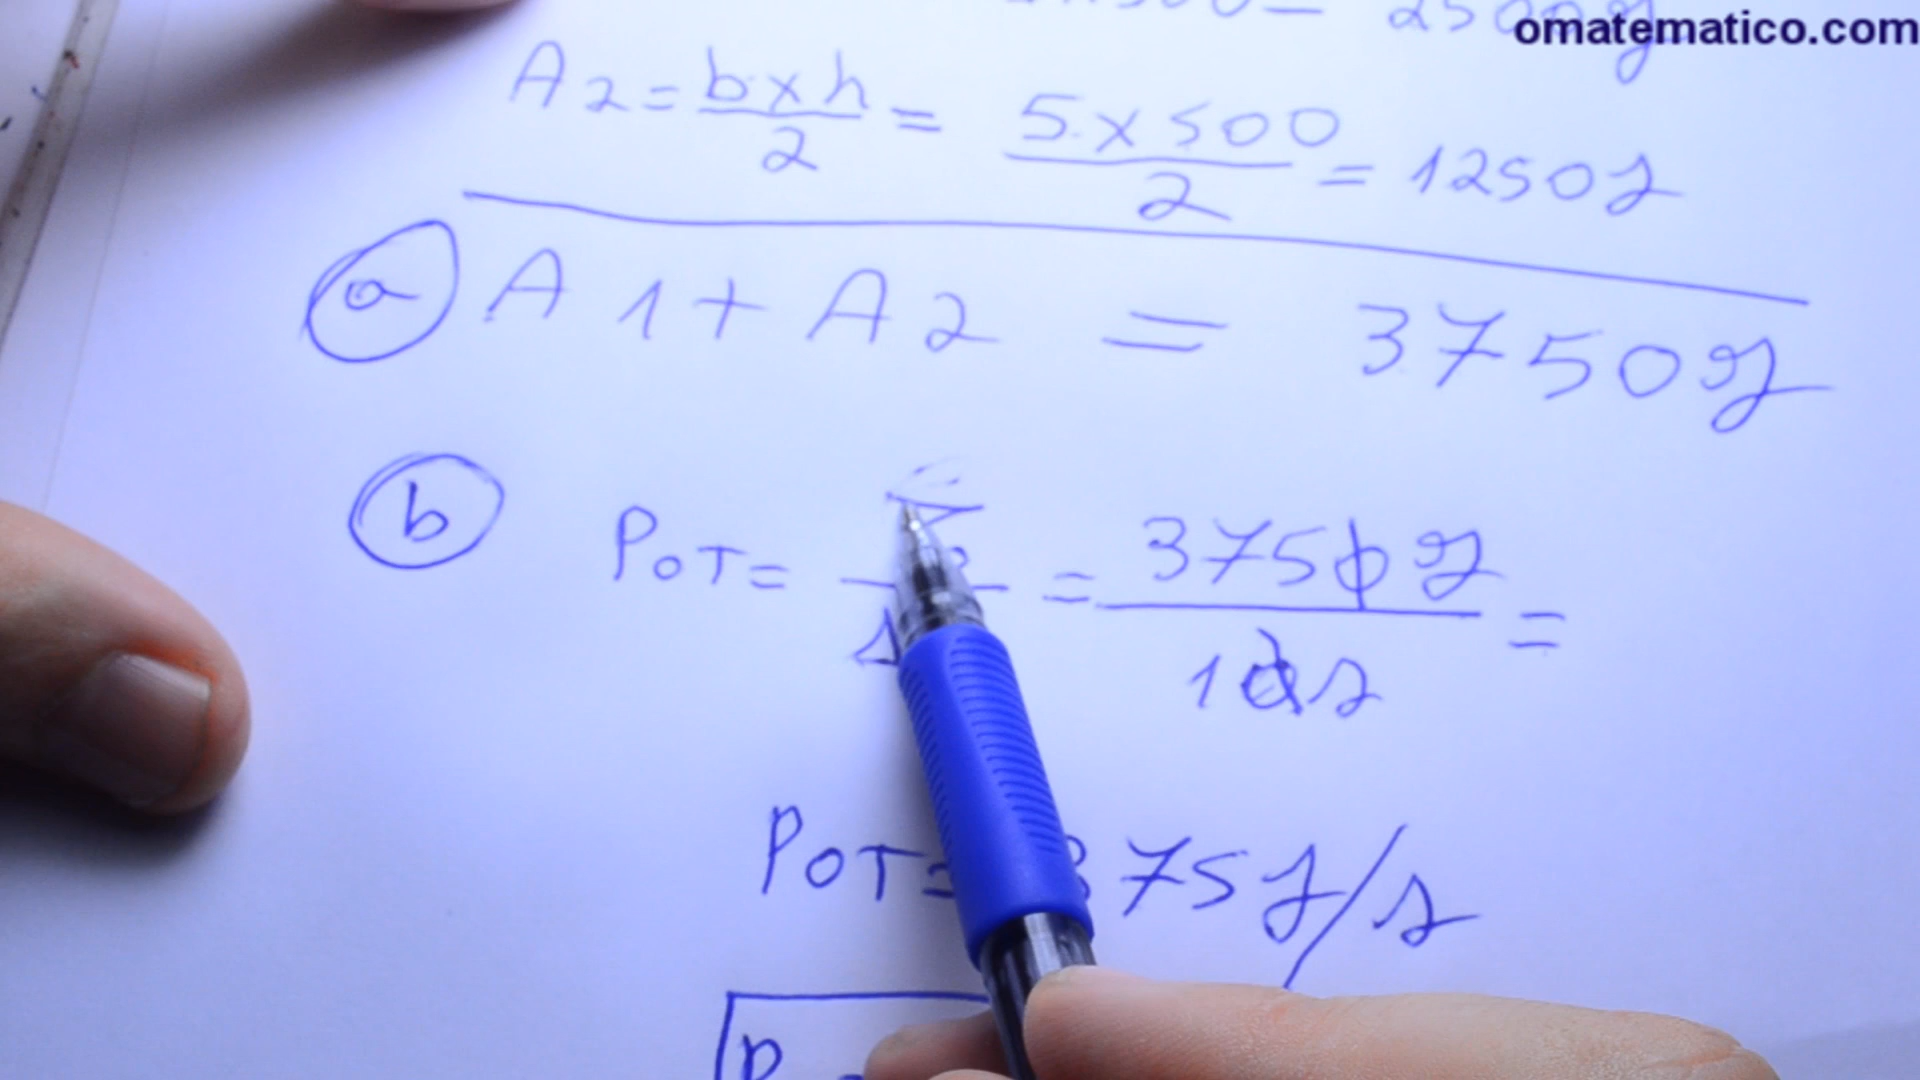 omatematico.com
A2 = b x h / 2 = 5 x 500 / 2 = 1250J
a A1 + A2 = 3750J
b POT = = 3750J / 10s =
POT = 375J/s
P